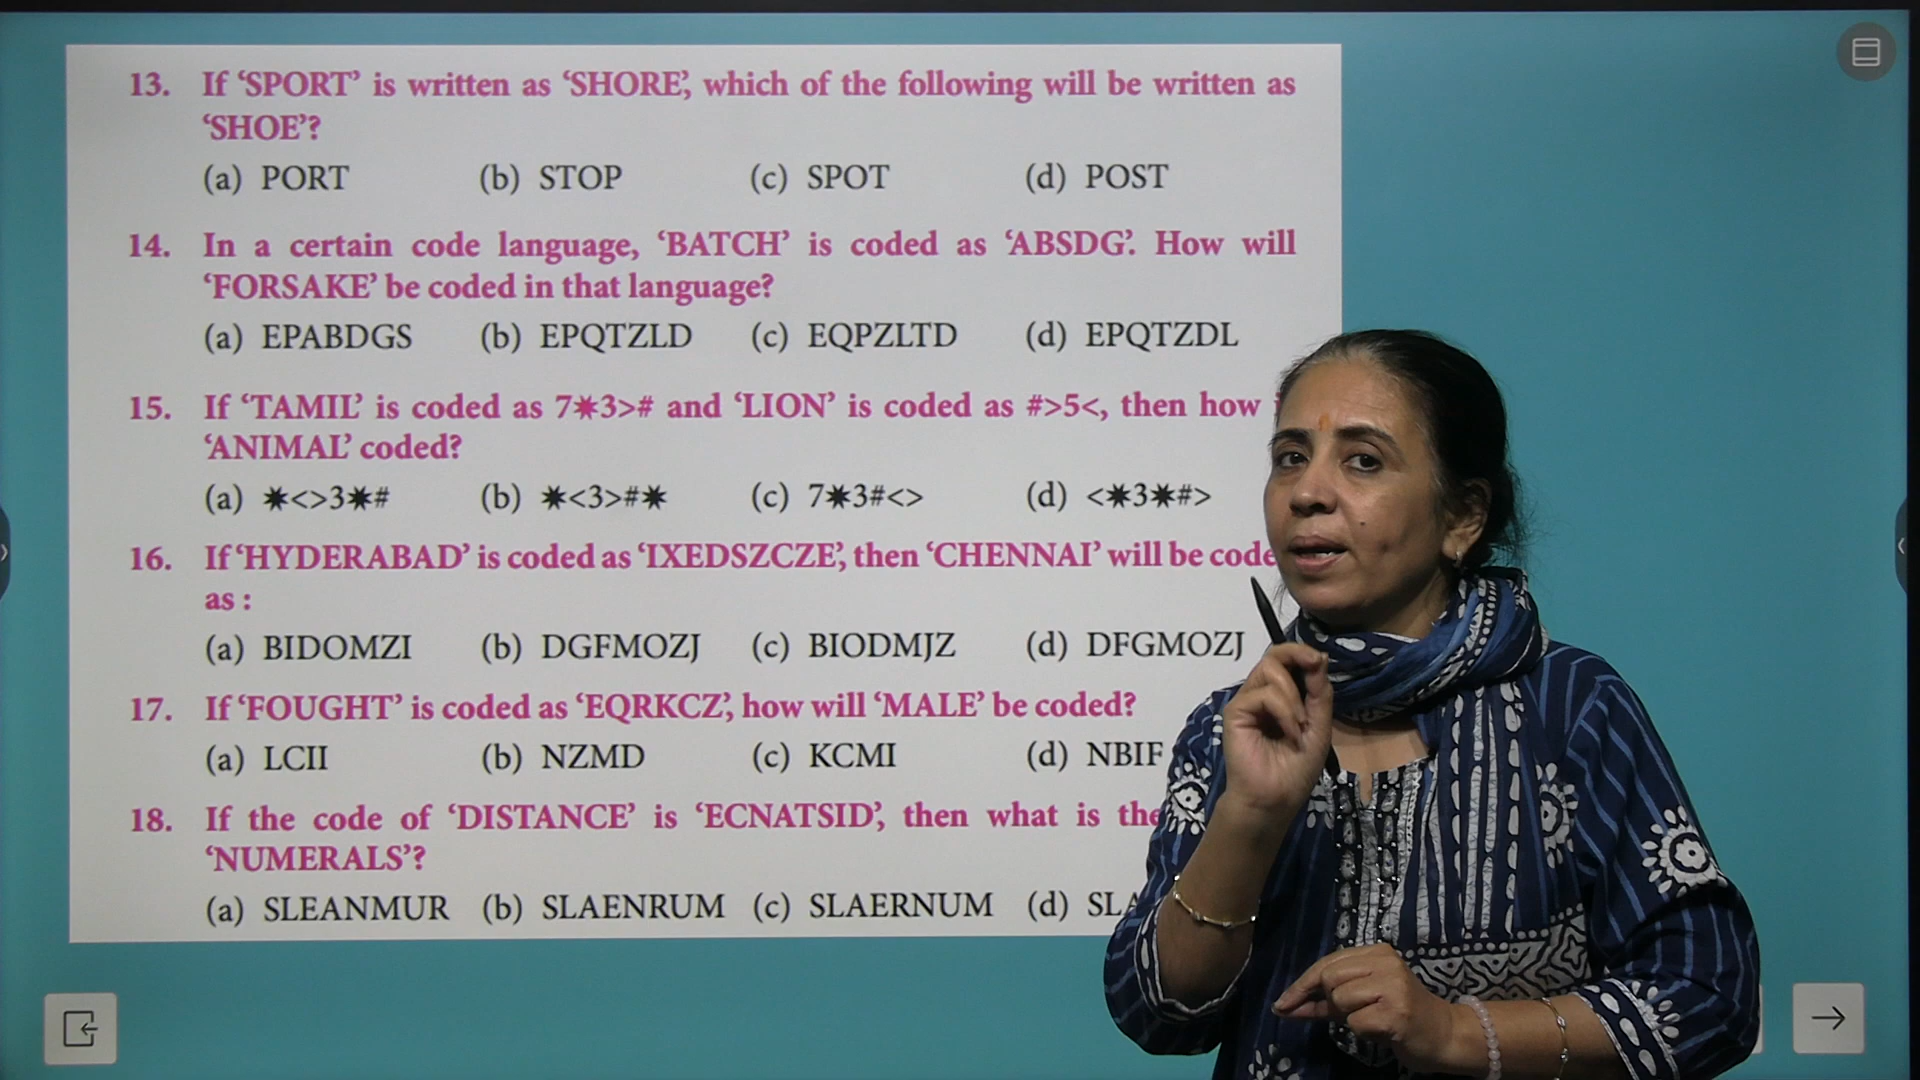 13. If ‘SPORT’ is written as ‘SHORE’, which of the following will be written as
‘SHOE’?
(a) PORT (b) STOP (c) SPOT (d) POST
14. In a certain code language, ‘BATCH’ is coded as ‘ABSDG’. How will
‘FORSAKE’ be coded in that language?
(a) EPABDGS (b) EPQTZLD (c) EQPZLTD (d) EPQTZDL
15. If ‘TAMIL’ is coded as 7✷3># and ‘LION’ is coded as #>5<, then how
‘ANIMAL’ coded?
(a) ✷<>3✷# (b) ✷<3>#✷ (c) 7✷3#<> (d) <✷3✷#>
16. If ‘HYDERABAD’ is coded as ‘IXEDSZCZE’, then ‘CHENNAI’ will be code
as :
(a) BIDOMZI (b) DGFMOZJ (c) BIODMJZ (d) DFGMOZJ
17. If ‘FOUGHT’ is coded as ‘EQRKCZ’, how will ‘MALE’ be coded?
(a) LCII (b) NZMD (c) KCMI (d) NBIF
18. If the code of ‘DISTANCE’ is ‘ECNATSID’, then what is the
‘NUMERALS’?
(a) SLEANMUR (b) SLAENRUM (c) SLAERNUM (d) SLA